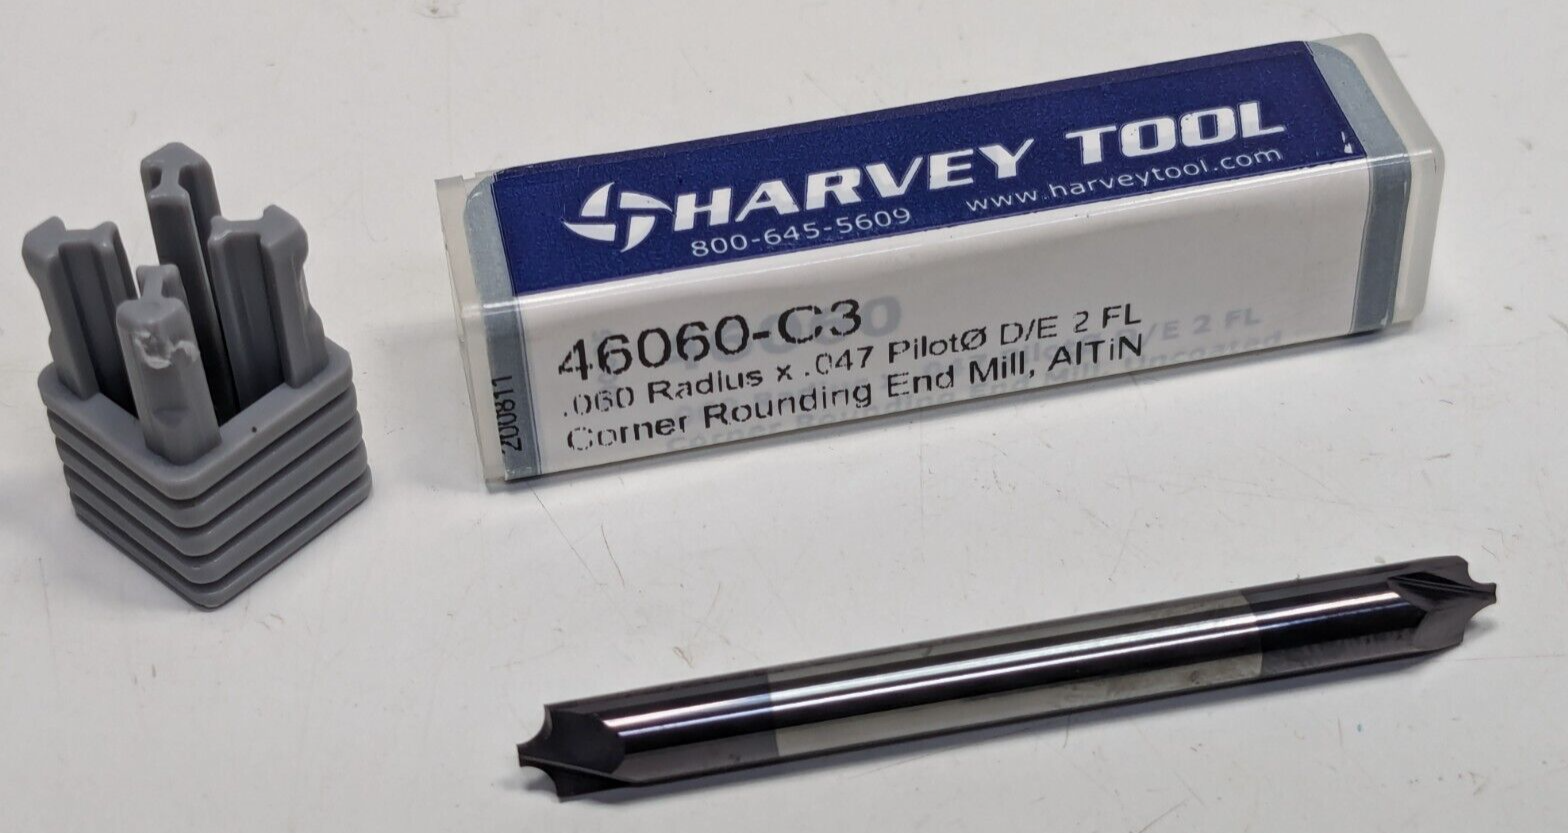 HARVEY TOOL
800-645-5609 www.harveytool.com
46060-C3
.060 Radius x .047 PilotØ D/E 2 FL
Corner Rounding End Mill, AlTiN
200811